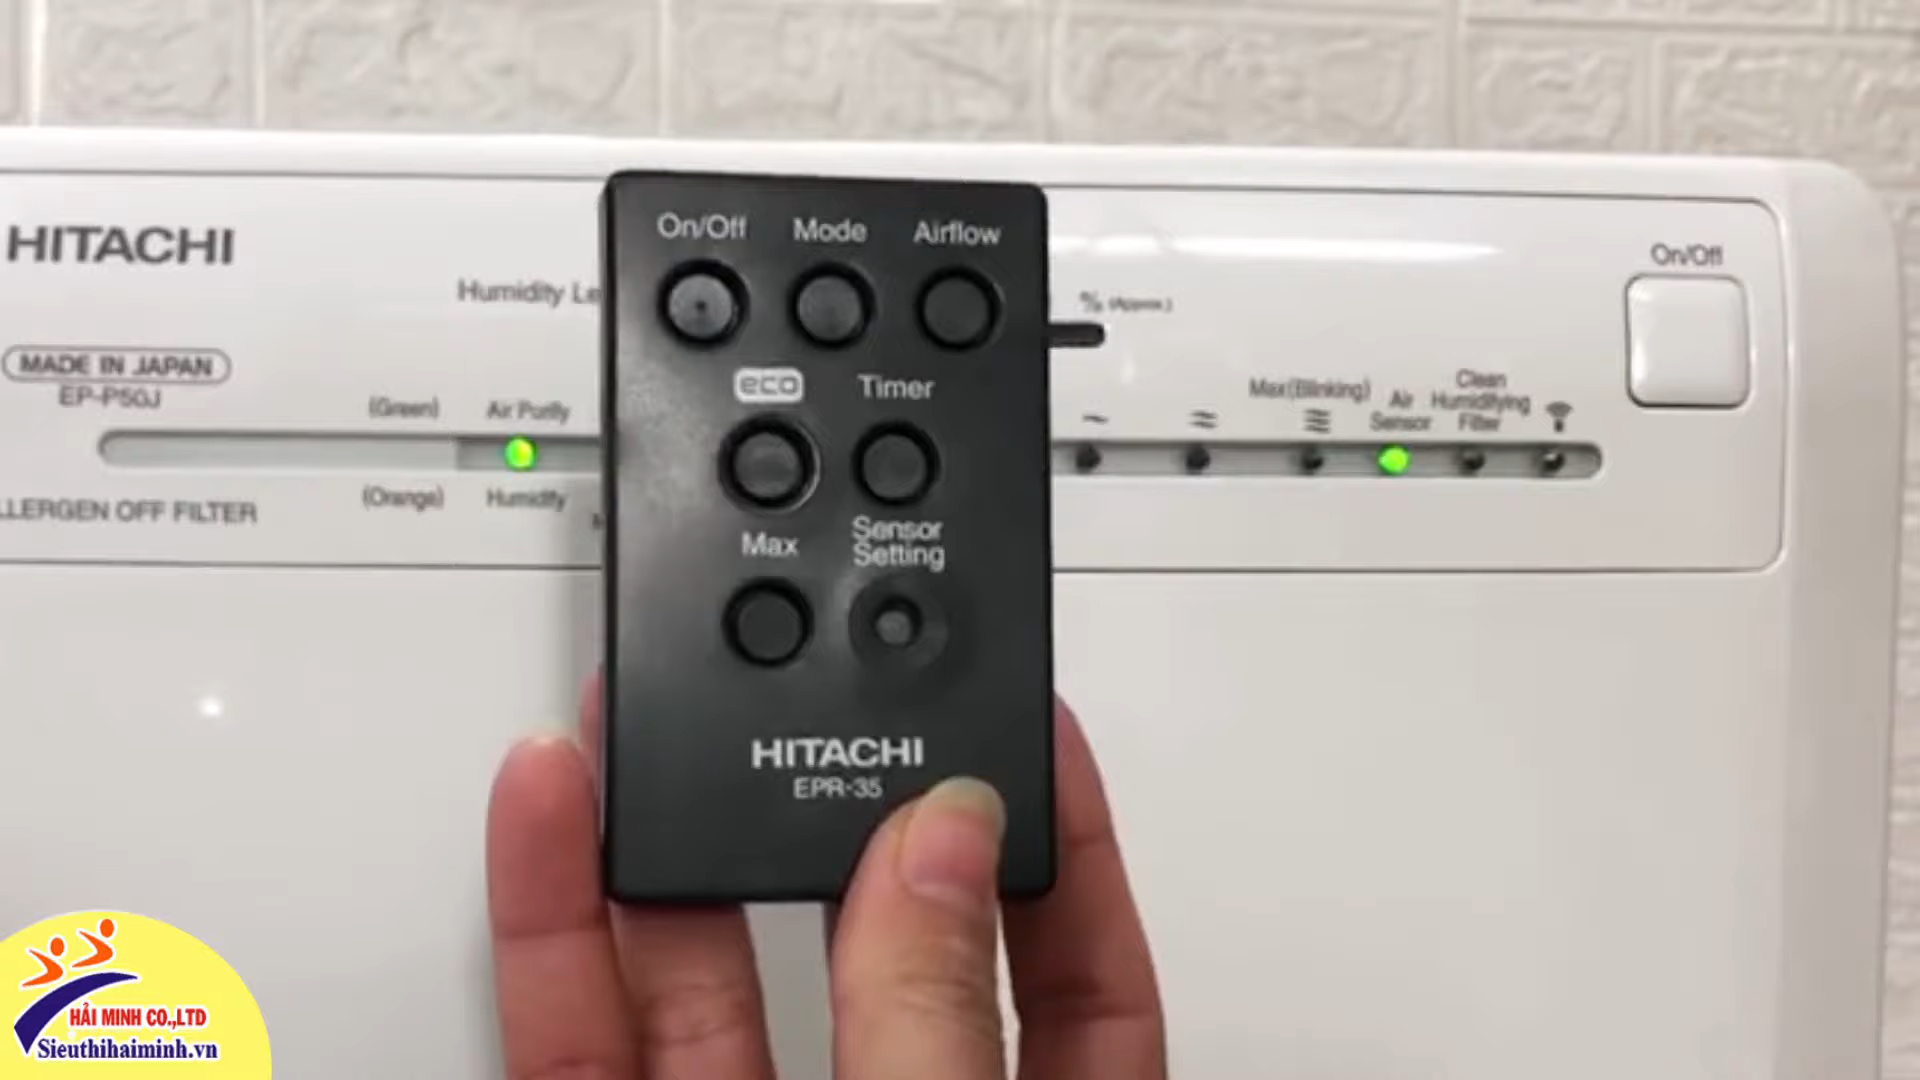 HITACHI
MADE IN JAPAN
EP-P50J
Humidity Le
% (Approx.)
On/Off
(Green)
Air Purify
(Orange)
Humidity
LLERGEN OFF FILTER
Max(Blinking)
Air
Sensor
Clean
Humidifying
Filter
On/Off Mode Airflow
eco Timer
Max Sensor
Setting
HITACHI
EPR-35
HẢI MINH CO.,LTD
Sieuthihaiminh.vn